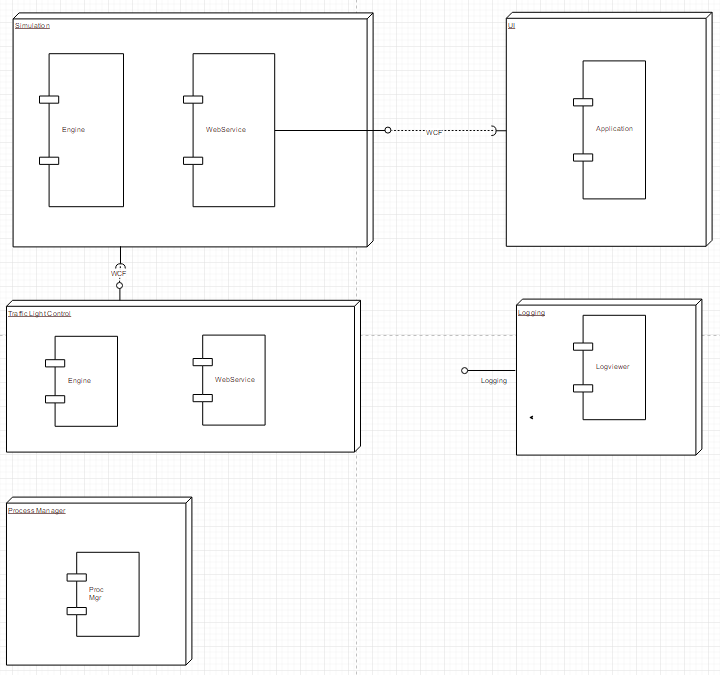 Simulation
UI
Engine
WebService
WCF
Application
WCF
Traffic Light Control
Logging
Engine
WebService
Logging
Logviewer
Process Manager
Proc
Mgr